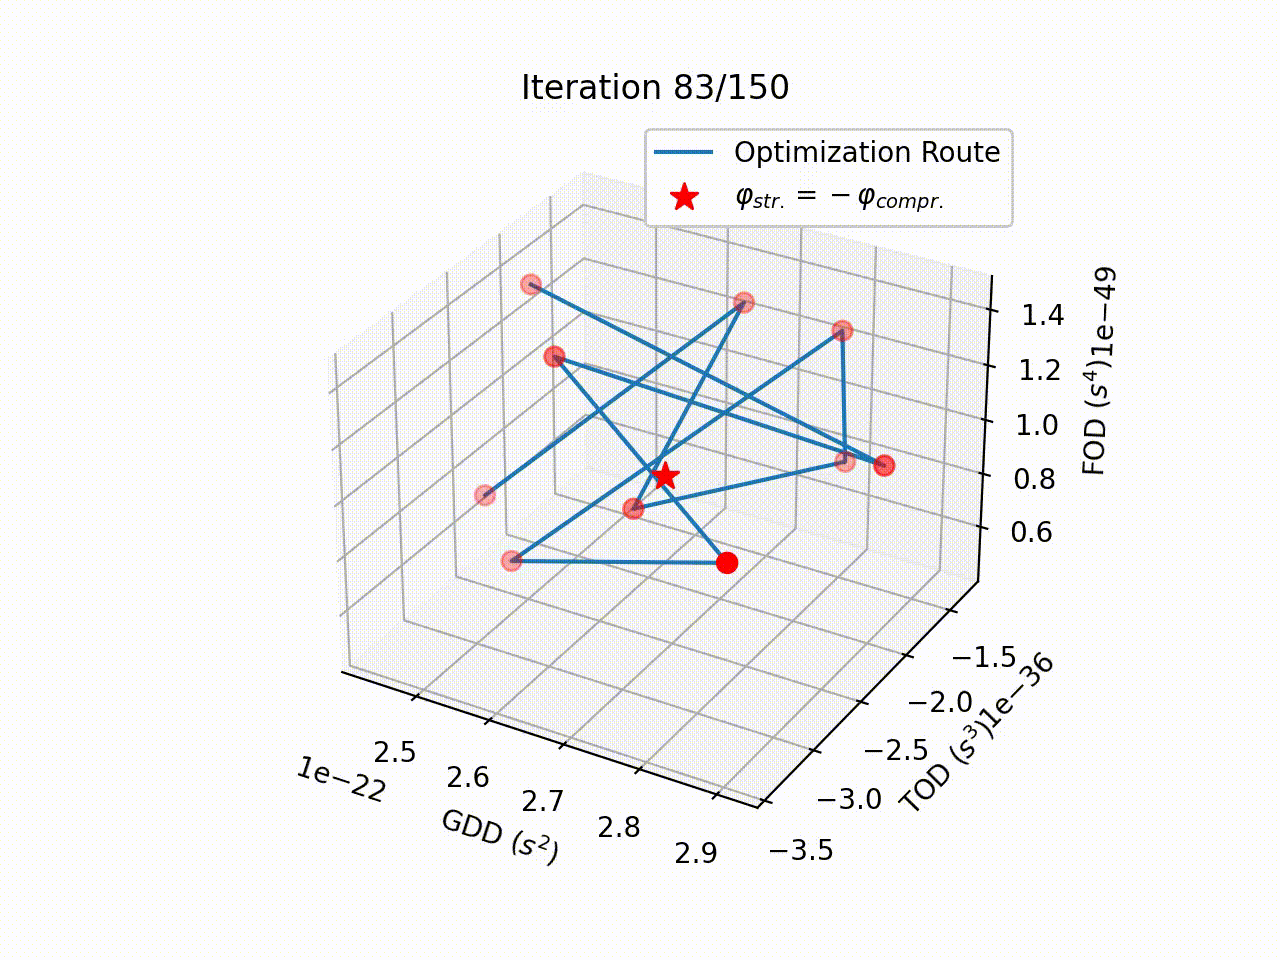 Iteration 83/150
Optimization Route
φstr. = −φcompr.
FOD (s⁴)1e−49
1.4
1.2
1.0
0.8
0.6
−1.5
−2.0
−2.5
−3.0
−3.5
TOD (s³)1e−36
2.5
2.6
2.7
2.8
2.9
1e−22
GDD (s²)